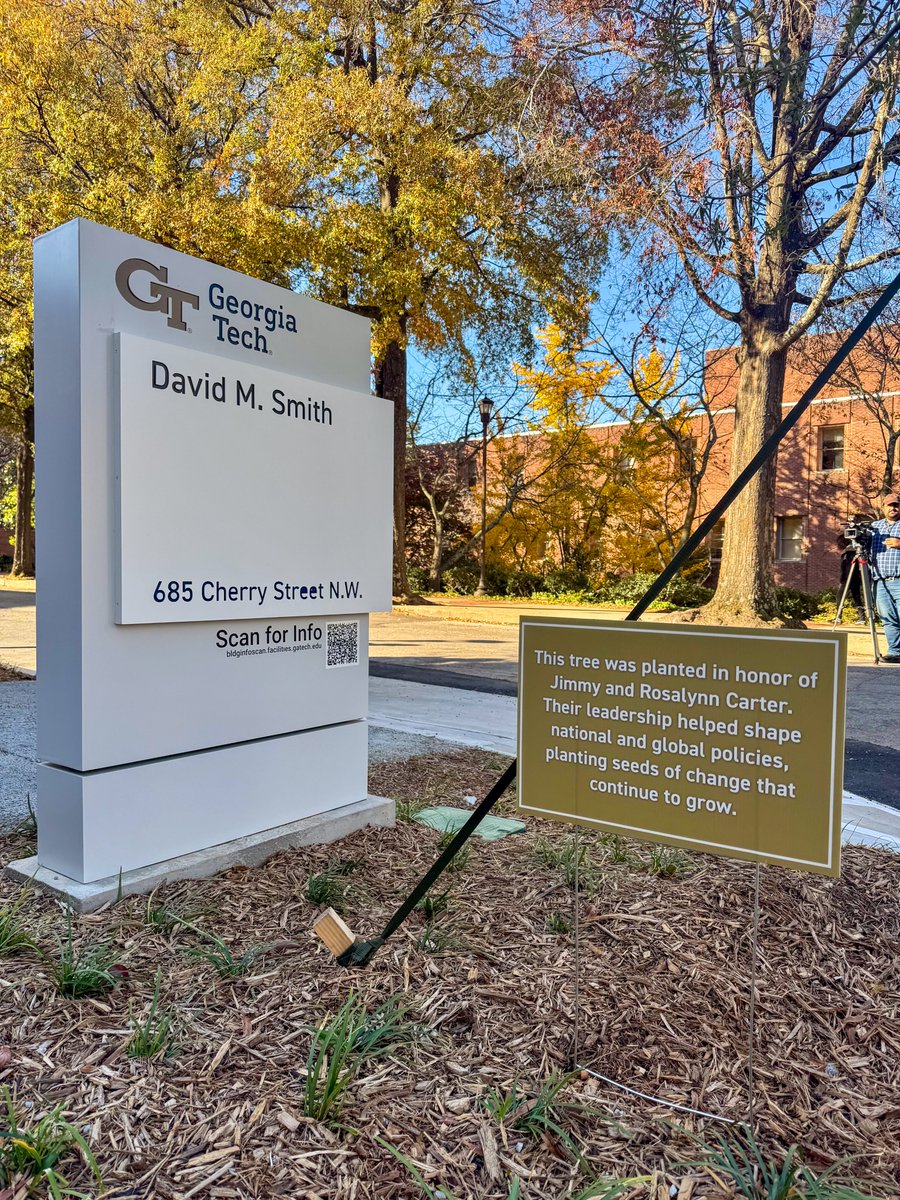 GT
Georgia
Tech
David M. Smith
685 Cherry Street N.W.
Scan for Info
bldginfoscan.facilities.gatech.edu
This tree was planted in honor of
Jimmy and Rosalynn Carter.
Their leadership helped shape
national and global policies,
planting seeds of change that
continue to grow.